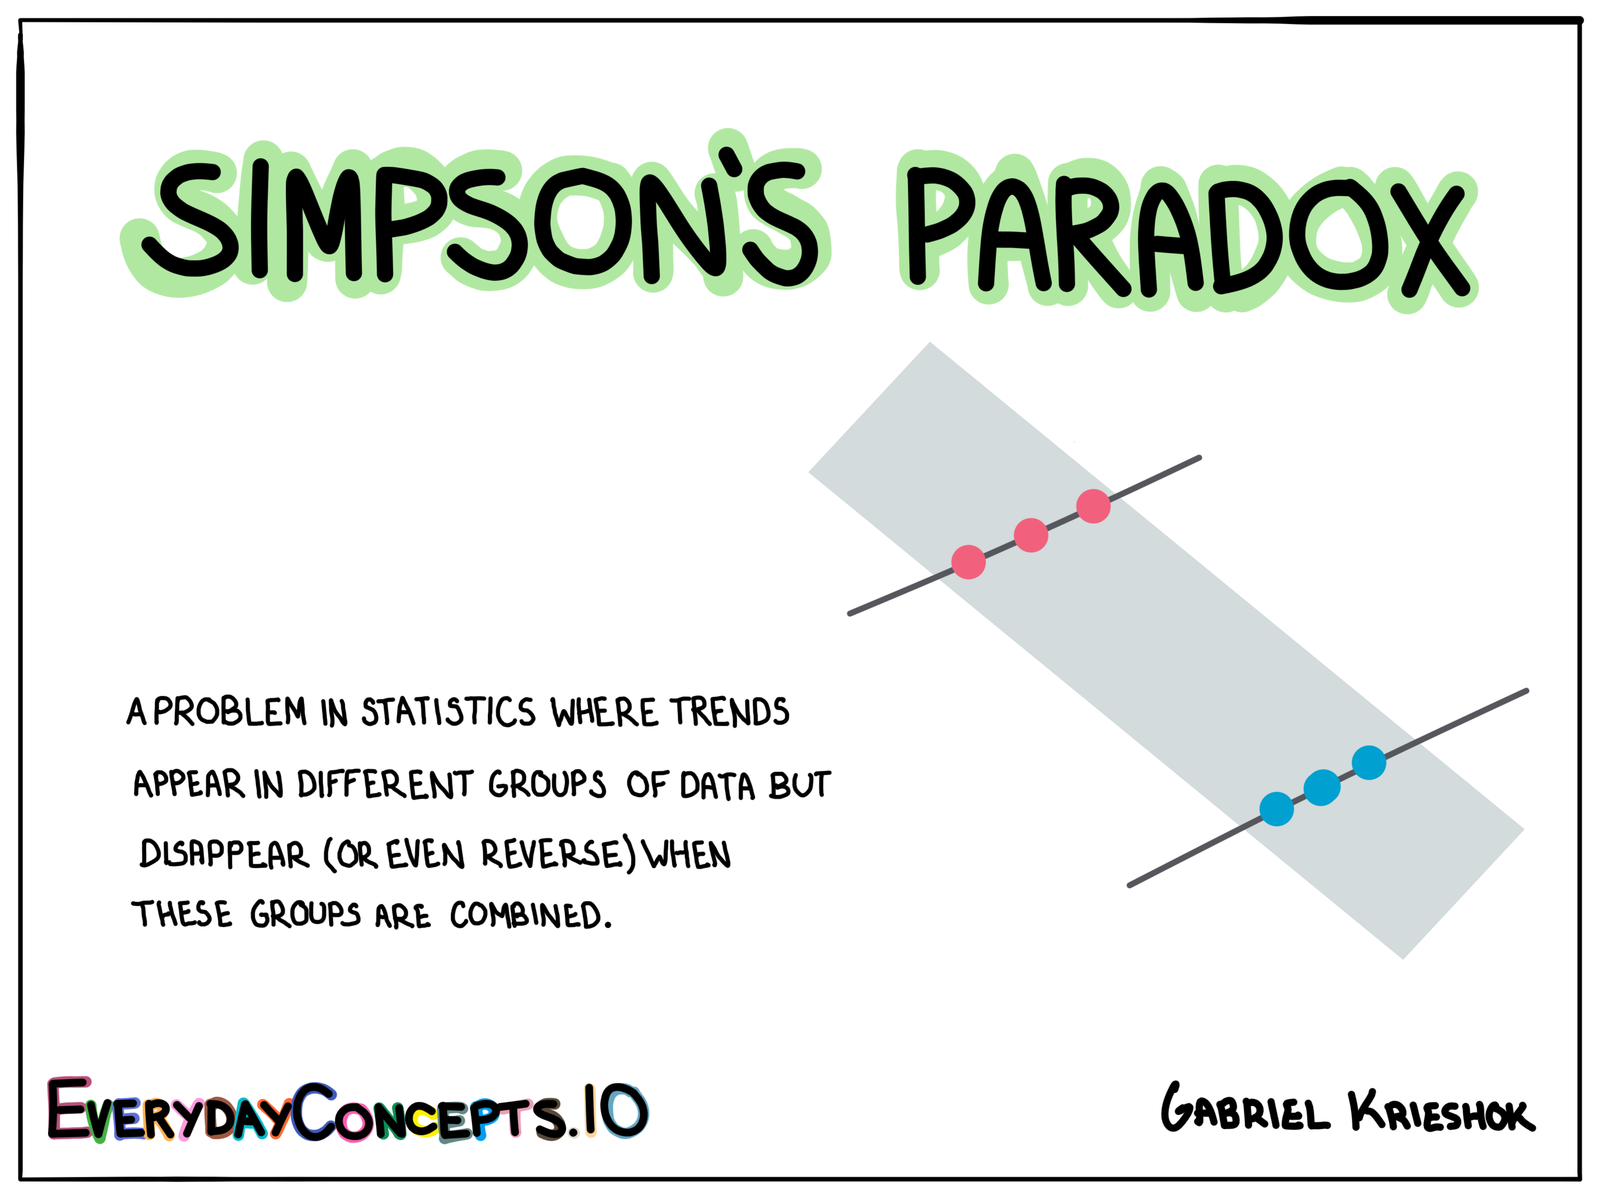 SIMPSON'S PARADOX
A PROBLEM IN STATISTICS WHERE TRENDS
APPEAR IN DIFFERENT GROUPS OF DATA BUT
DISAPPEAR (OR EVEN REVERSE) WHEN
THESE GROUPS ARE COMBINED.
EVERYDAYCONCEPTS.IO
GABRIEL KRIESHOK